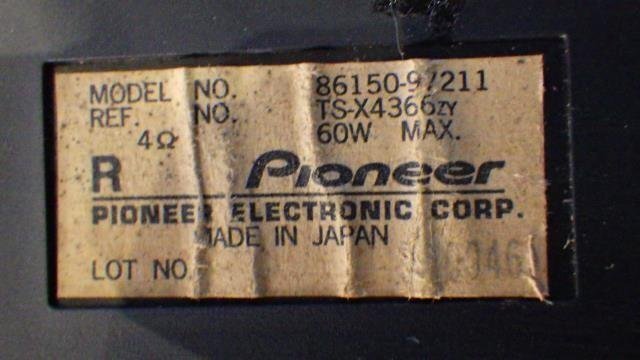 MODEL NO. 86150-97211
REF. NO. TS-X4366ZY
4Ω 60W MAX.
R Pioneer
PIONEER ELECTRONIC CORP.
MADE IN JAPAN
LOT NO